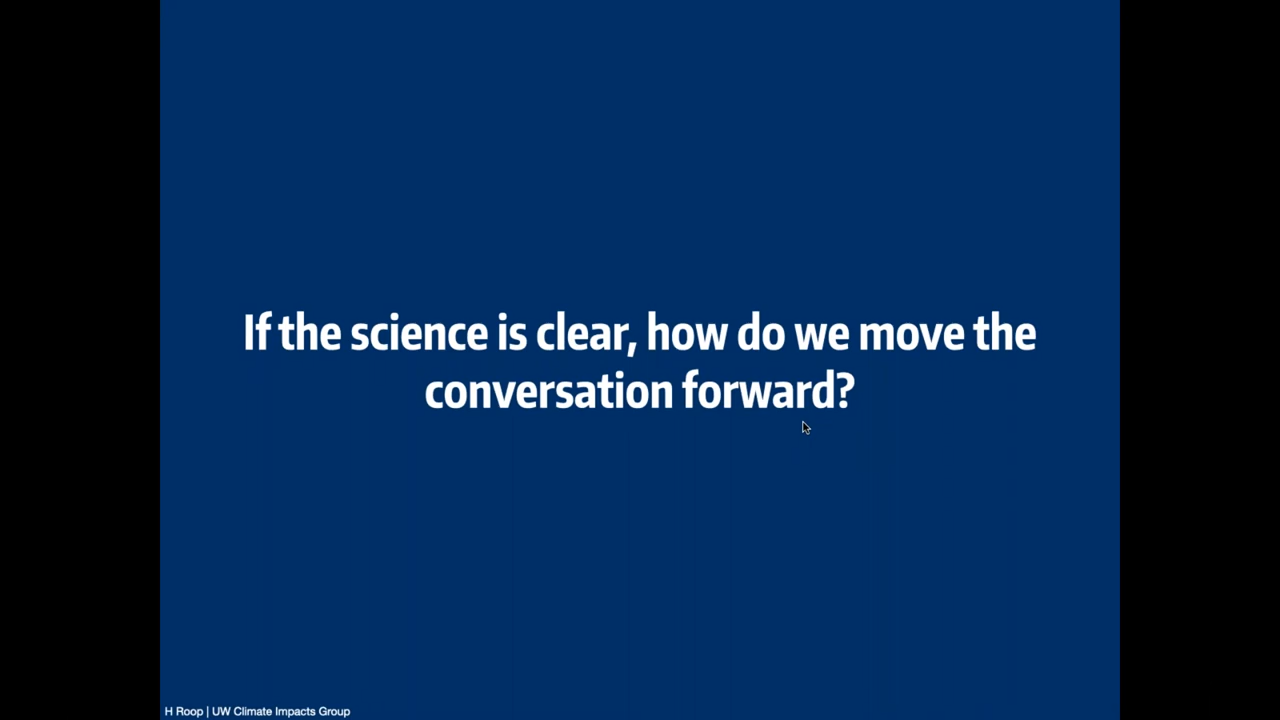 If the science is clear, how do we move the
conversation forward?
H Roop | UW Climate Impacts Group